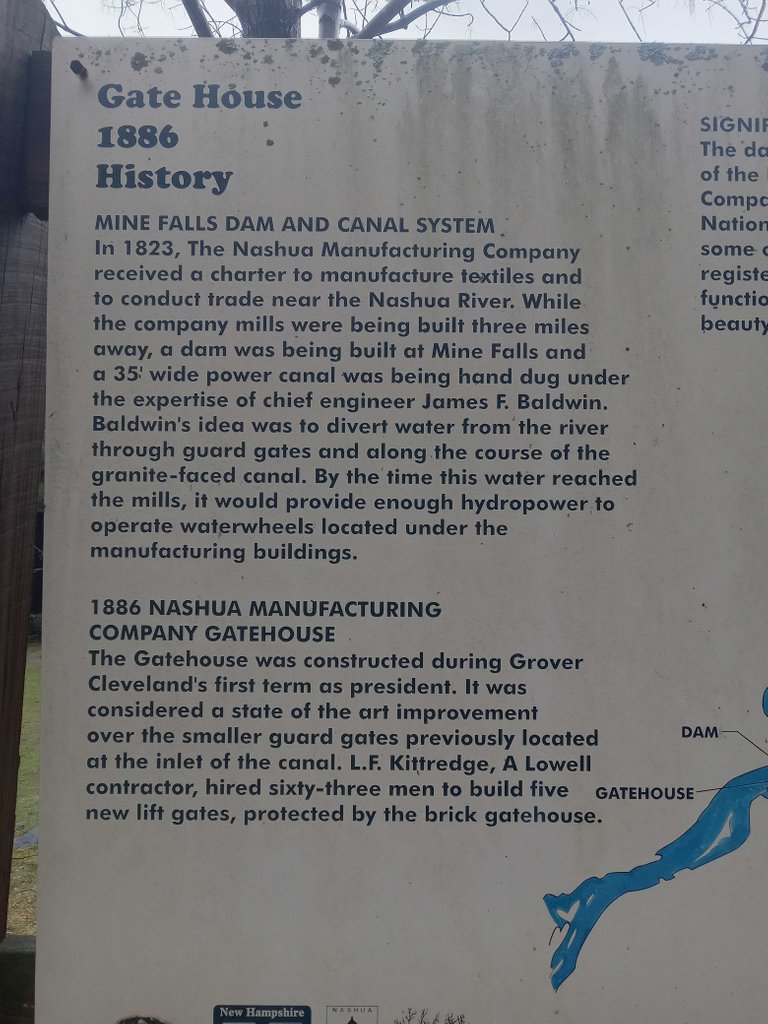 Gate House
1886
History
MINE FALLS DAM AND CANAL SYSTEM
In 1823, The Nashua Manufacturing Company
received a charter to manufacture textiles and
to conduct trade near the Nashua River. While
the company mills were being built three miles
away, a dam was being built at Mine Falls and
a 35' wide power canal was being hand dug under
the expertise of chief engineer James F. Baldwin.
Baldwin's idea was to divert water from the river
through guard gates and along the course of the
granite-faced canal. By the time this water reached
the mills, it would provide enough hydropower to
operate waterwheels located under the
manufacturing buildings.
1886 NASHUA MANUFACTURING
COMPANY GATEHOUSE
The Gatehouse was constructed during Grover
Cleveland's first term as president. It was
considered a state of the art improvement
over the smaller guard gates previously located
at the inlet of the canal. L.F. Kittredge, A Lowell
contractor, hired sixty-three men to build five
new lift gates, protected by the brick gatehouse.
The
of the
some
beauty
DAM
GATEHOUSE
New Hampshire
NASHUA